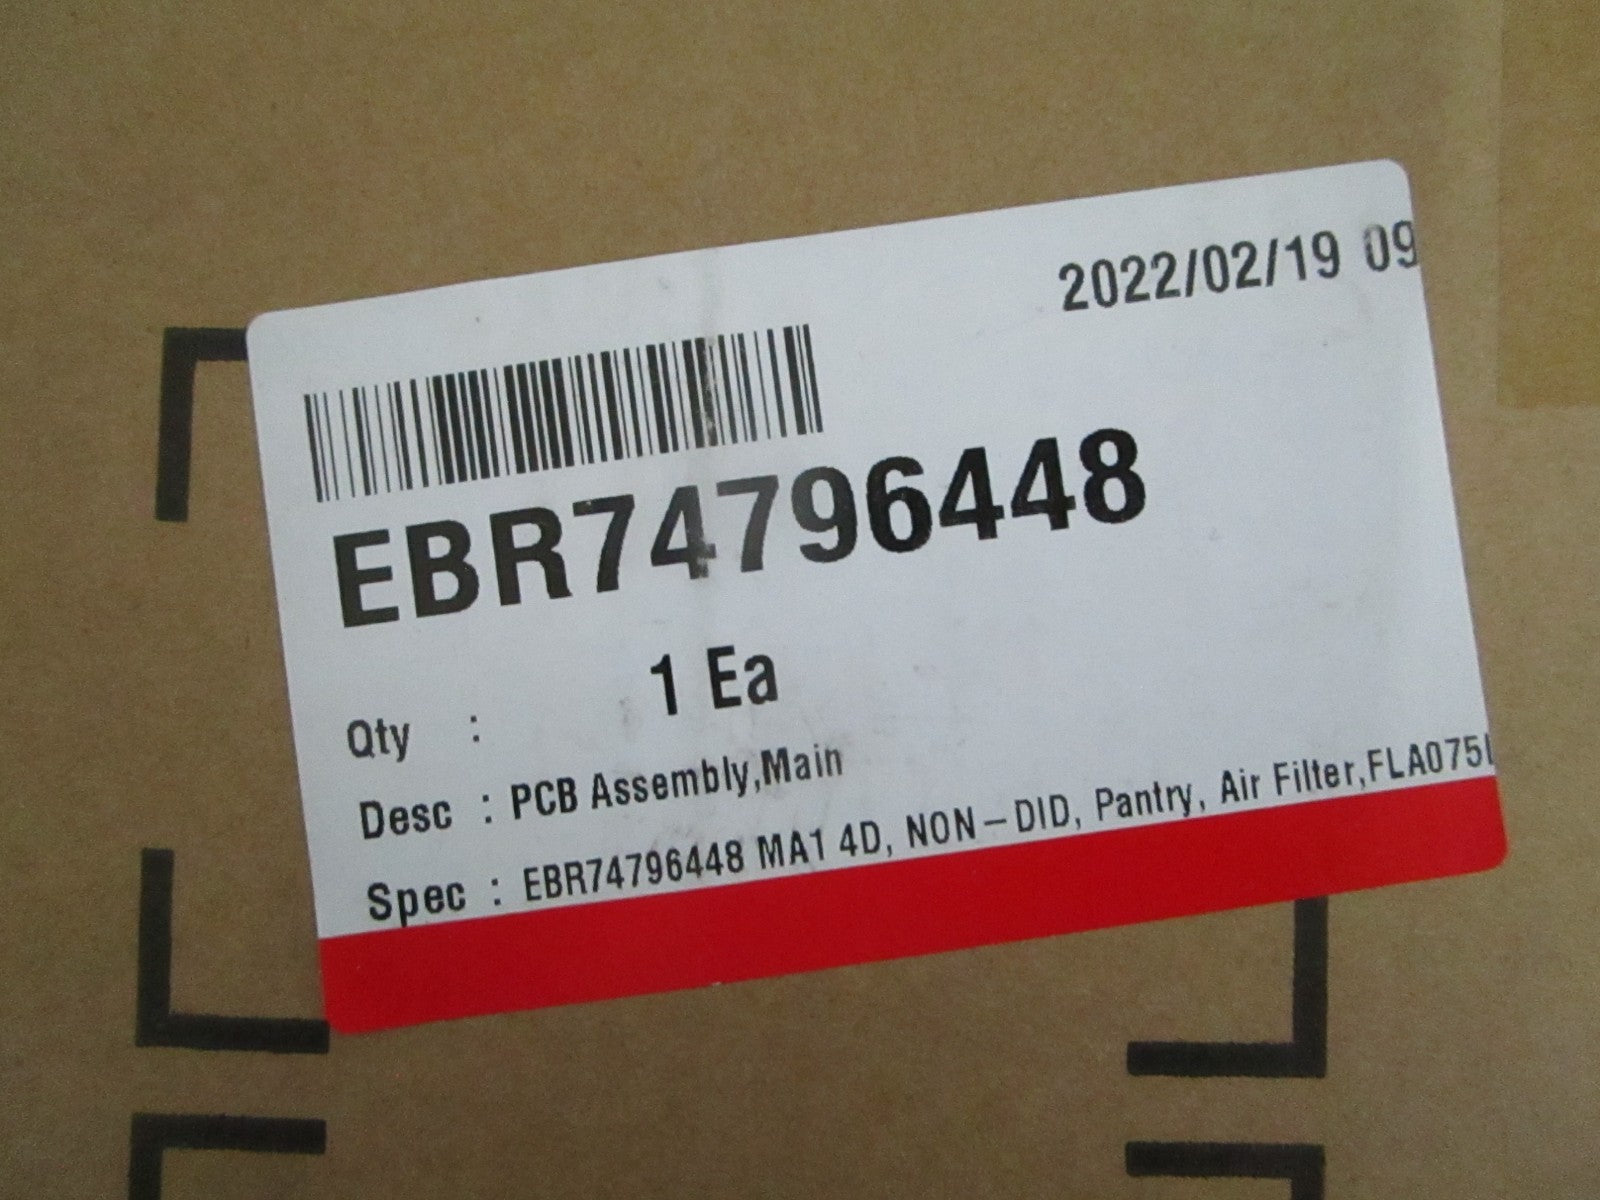 2022/02/19 09
EBR74796448
1 Ea
Qty :
Desc : PCB Assembly,Main
Spec : EBR74796448 MA1 4D, NON-DID, Pantry, Air Filter,FLA075